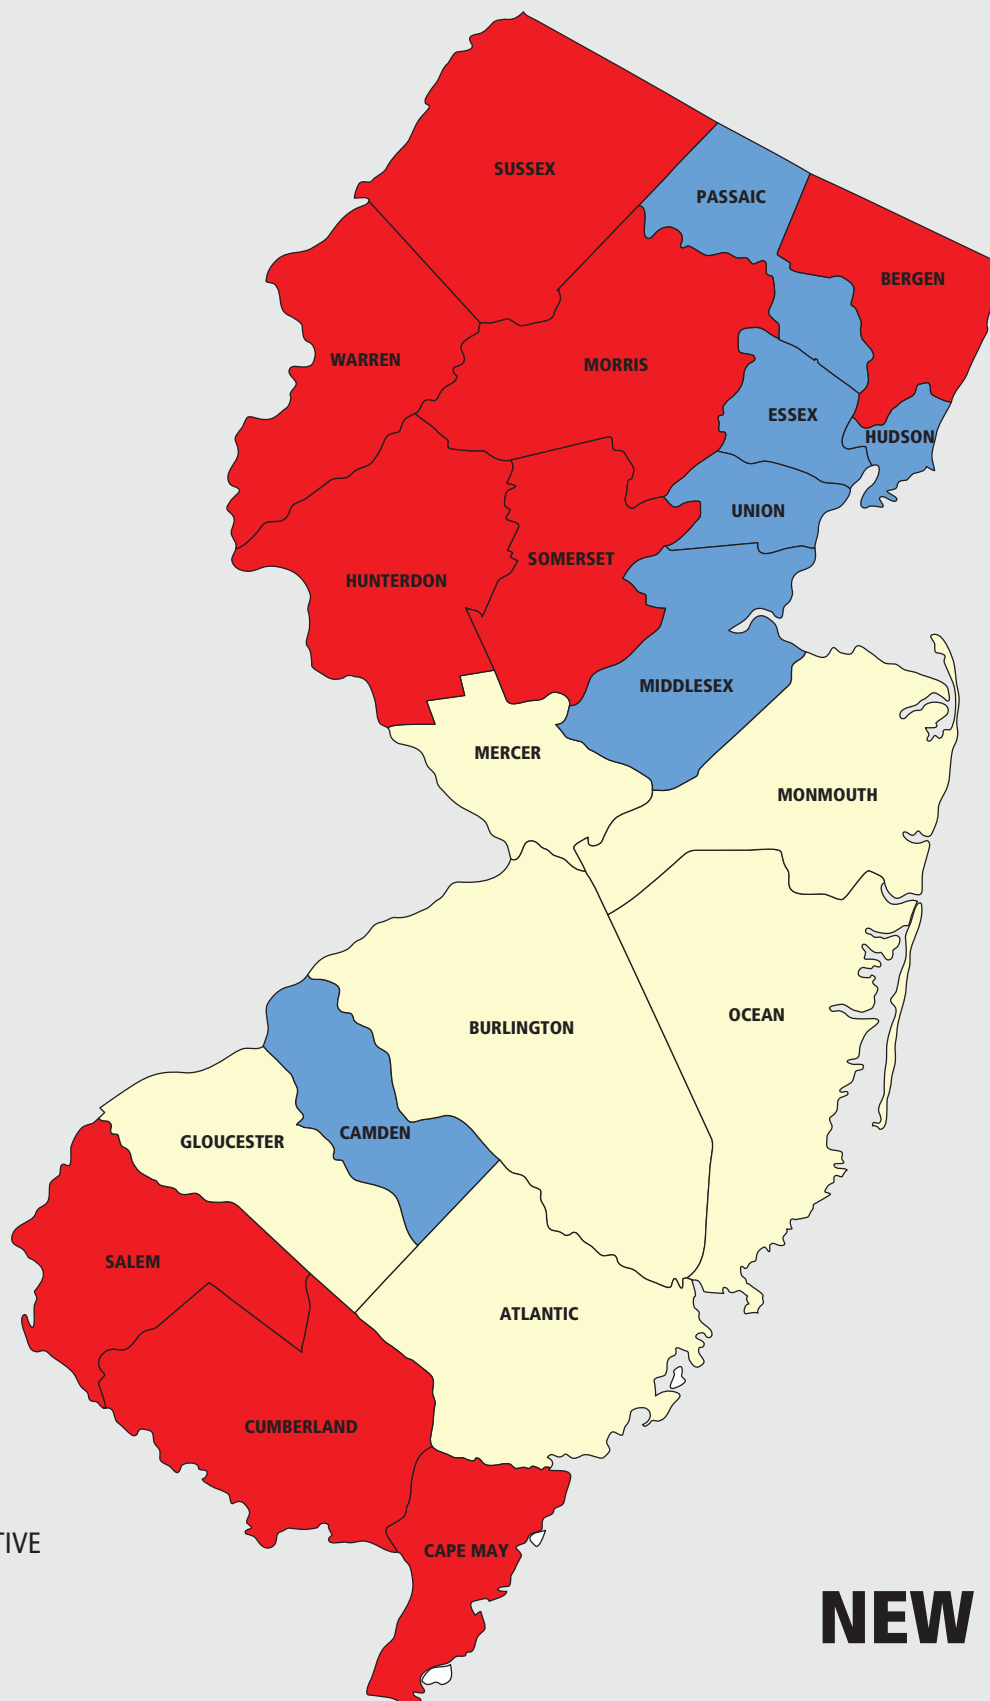 SUSSEX
PASSAIC
BERGEN
WARREN
MORRIS
ESSEX
HUDSON
UNION
SOMERSET
HUNTERDON
MIDDLESEX
MERCER
MONMOUTH
OCEAN
BURLINGTON
CAMDEN
GLOUCESTER
SALEM
ATLANTIC
CUMBERLAND
TIVE
CAPE MAY
NEW